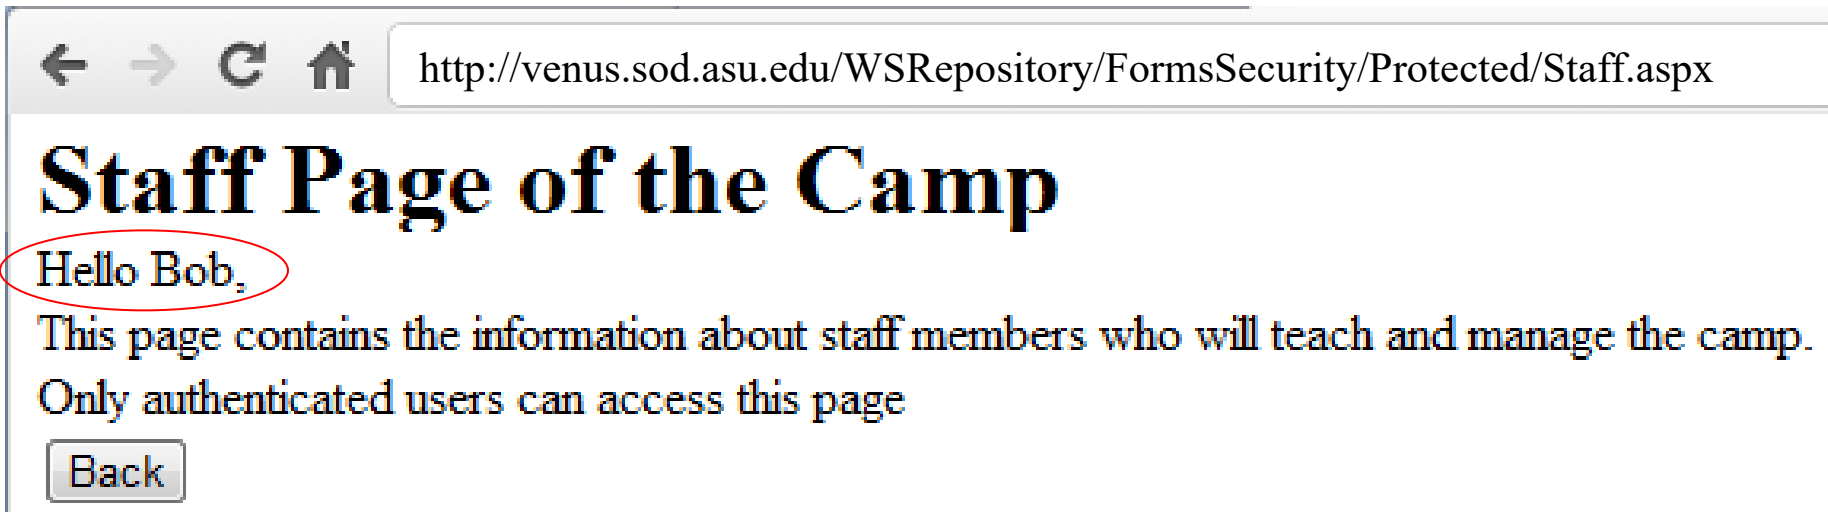 http://venus.sod.asu.edu/WSRepository/FormsSecurity/Protected/Staff.aspx
Staff Page of the Camp
Hello Bob,
This page contains the information about staff members who will teach and manage the camp.
Only authenticated users can access this page
Back